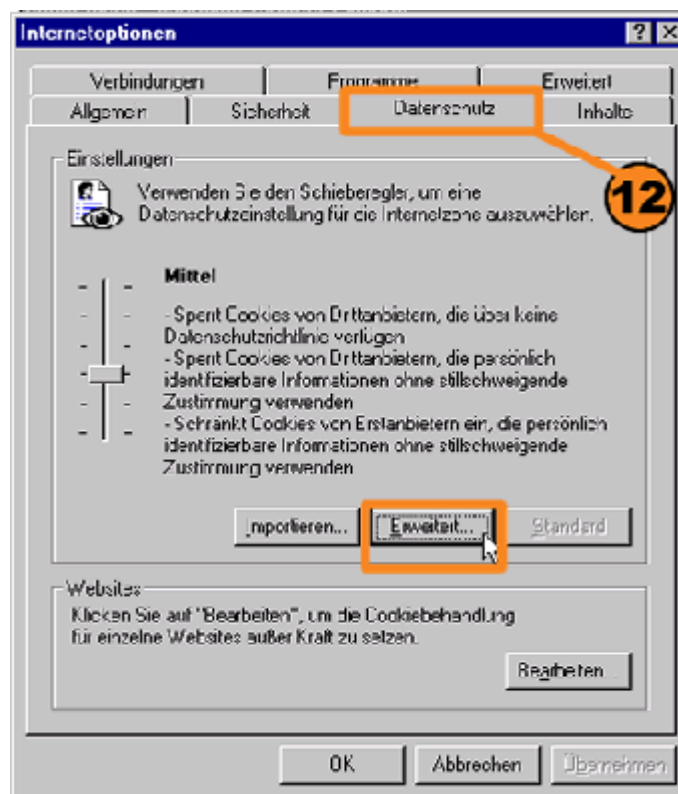 Internetoptionen
Verbindungen Programme Erweitert
Allgemein Sicherheit Datenschutz Inhalte
12
Einstellungen
Verwenden Sie den Schieberegler, um eine
Datenschutzeinstellung für die Internetzone auszuwählen.
Mittel
- Sperrt Cookies von Drittanbietern, die über keine
Datenschutzrichtlinie verfügen
- Sperrt Cookies von Drittanbietern, die persönlich
identifizierbare Informationen ohne stillschweigende
Zustimmung verwenden
- Schränkt Cookies von Erstanbietern ein, die persönlich
identifizierbare Informationen ohne stillschweigende
Zustimmung verwenden
Importieren... Erweitert... Standard
Websites
Klicken Sie auf "Bearbeiten", um die Cookiebehandlung
für einzelne Websites außer Kraft zu setzen.
Bearbeiten...
OK Abbrechen Übernehmen